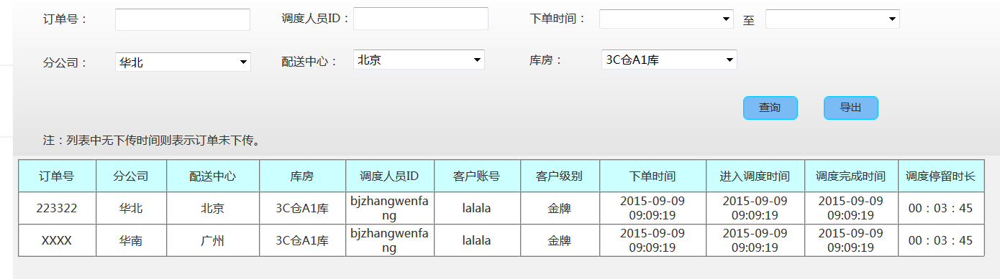 订单号： 调度人员ID： 下单时间： 至
分公司： 华北 配送中心： 北京 库房： 3C仓A1库
查询 导出
注：列表中无下传时间则表示订单未下传。
订单号 分公司 配送中心 库房 调度人员ID 客户账号 客户级别 下单时间 进入调度时间 调度完成时间 调度停留时长
223322 华北 北京 3C仓A1库 bjzhangwenfa lalala 金牌 2015-09-09 2015-09-09 2015-09-09 00：03：45
ng 09:09:19 09:09:19 09:09:19
XXXX 华南 广州 3C仓A1库 bjzhangwenfa lalala 金牌 2015-09-09 2015-09-09 2015-09-09 00：03：45
ng 09:09:19 09:09:19 09:09:19